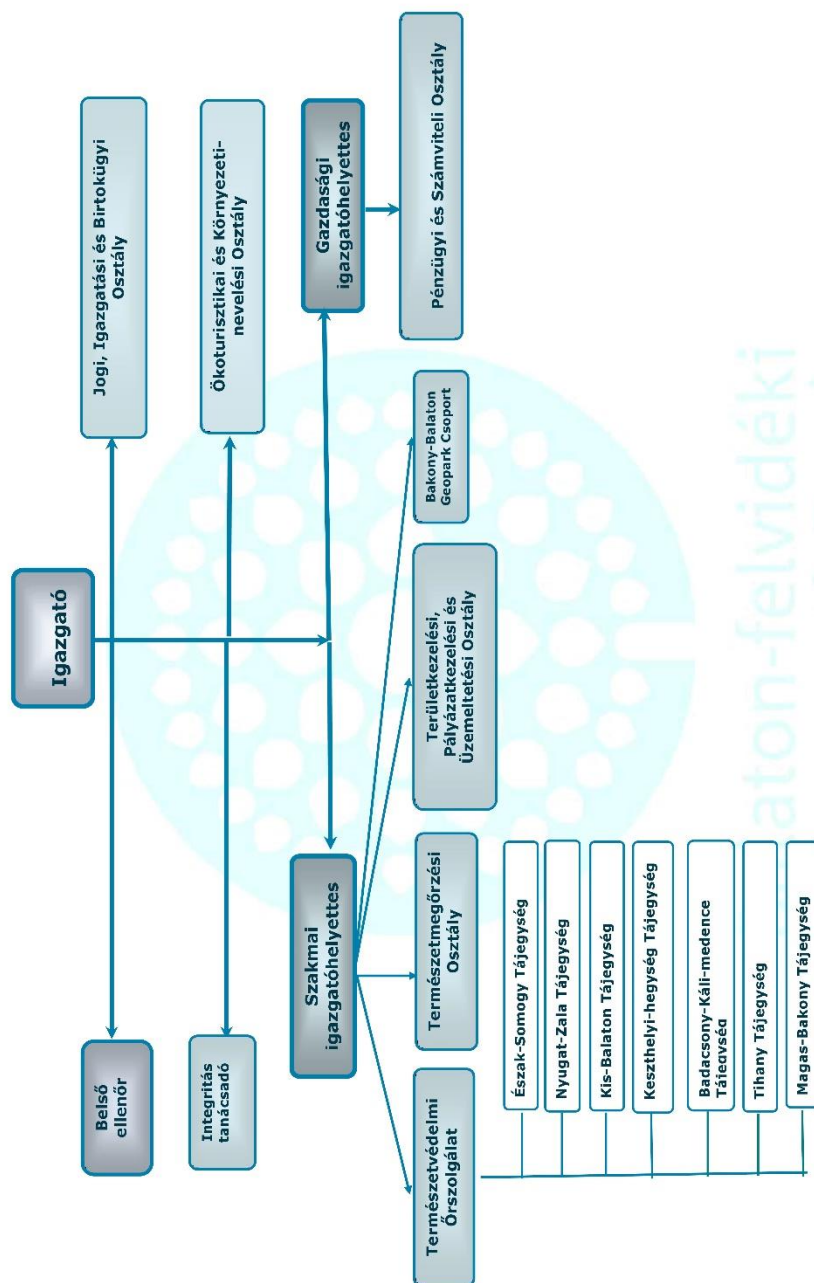 Igazgató
Belső
ellenőr
Jogi, Igazgatási és Birtokügyi
Osztály
Integritás
tanácsadó
Ökoturisztikai és Környezeti-
nevelési Osztály
Szakmai
igazgatóhelyettes
Gazdasági
igazgatóhelyettes
Természetvédelmi
Őrszolgálat
Természetmegőrzési
Osztály
Területkezelési,
Pályázatkezelési és
Üzemeltetési Osztály
Bakony-Balaton
Geopark Csoport
Pénzügyi és Számviteli Osztály
Észak-Somogy Tájegység
Nyugat-Zala Tájegység
Kis-Balaton Tájegység
Keszthelyi-hegység Tájegység
Badacsony-Káli-medence
Tájegység
Tihany Tájegység
Magas-Bakony Tájegység
aton-felvidéki